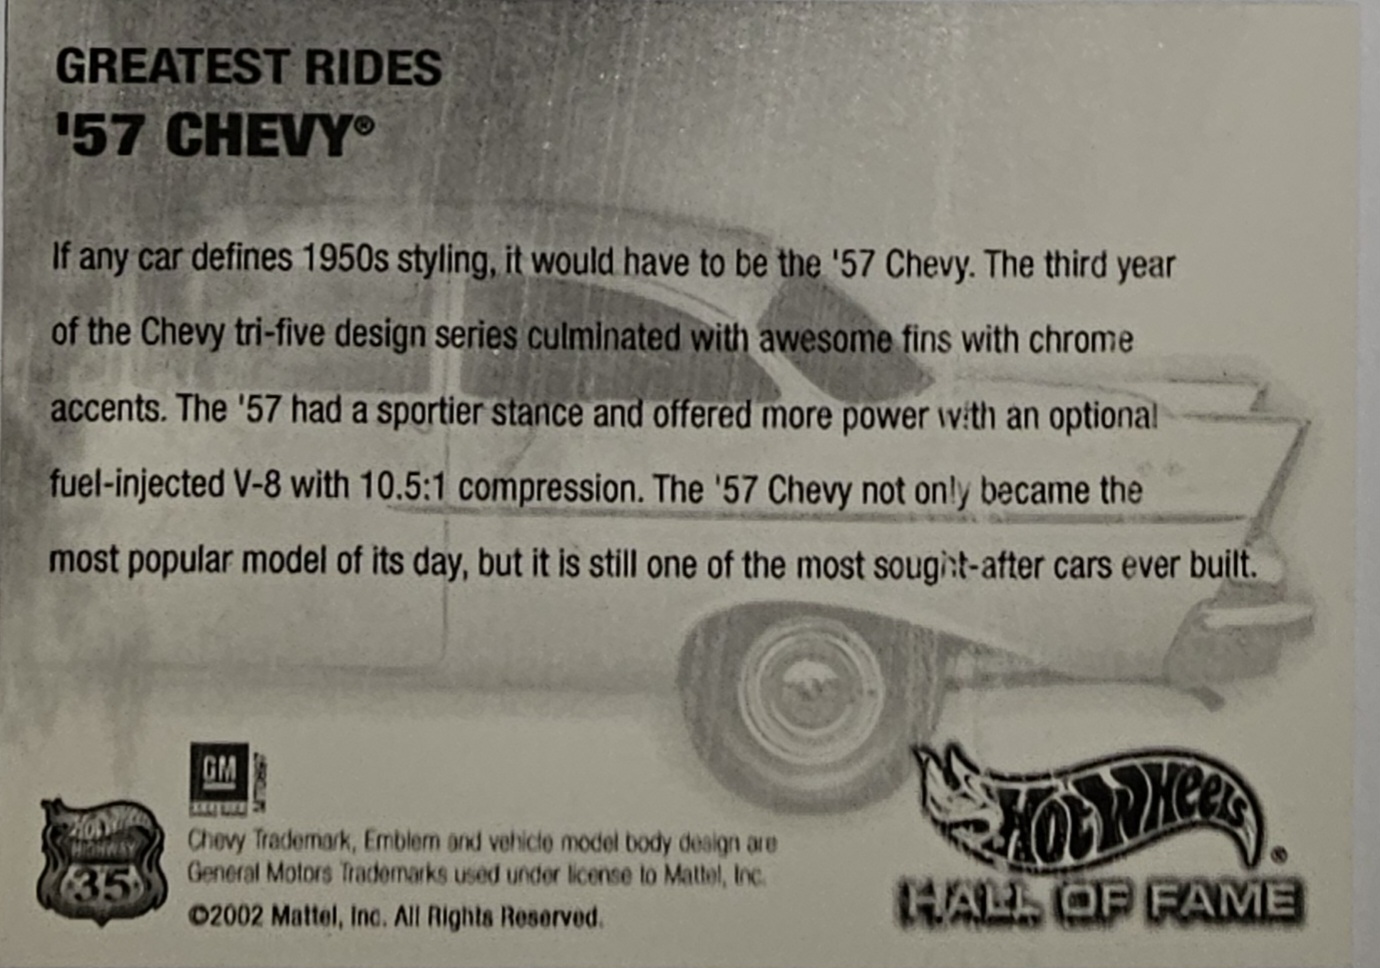 GREATEST RIDES
'57 CHEVY®
If any car defines 1950s styling, it would have to be the '57 Chevy. The third year
of the Chevy tri-five design series culminated with awesome fins with chrome
accents. The '57 had a sportier stance and offered more power with an optional
fuel-injected V-8 with 10.5:1 compression. The '57 Chevy not only became the
most popular model of its day, but it is still one of the most sought-after cars ever built.
GM
HOT WHEELS
HIGHWAY
35
Chevy Trademark, Emblem and vehicle model body design are
General Motors Trademarks used under license to Mattel, Inc.
©2002 Mattel, Inc. All Rights Reserved.
HOT WHEELS®
HALL OF FAME